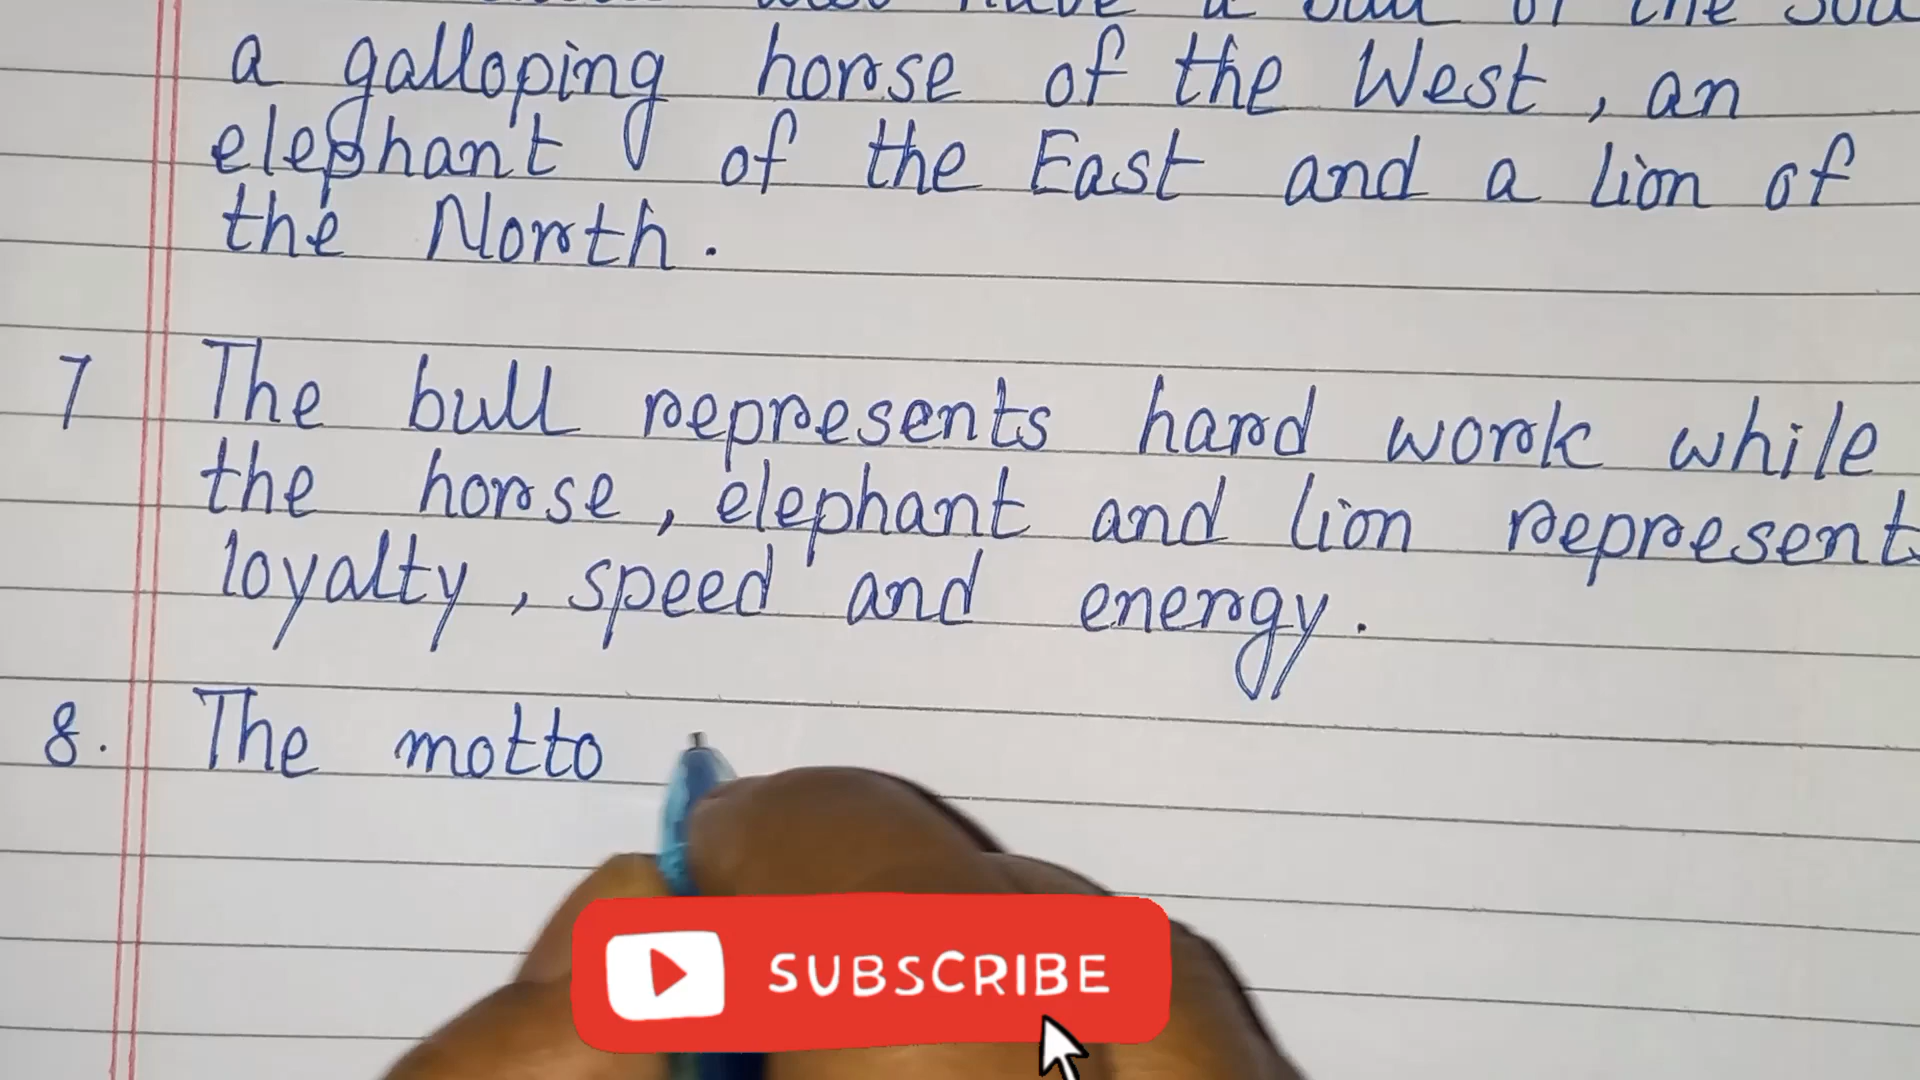 a galloping horse of the West, an
elephant of the East and a lion of
the North.
7 The bull represents hard work while
the horse, elephant and lion represent
loyalty, speed and energy.
8. The motto
SUBSCRIBE